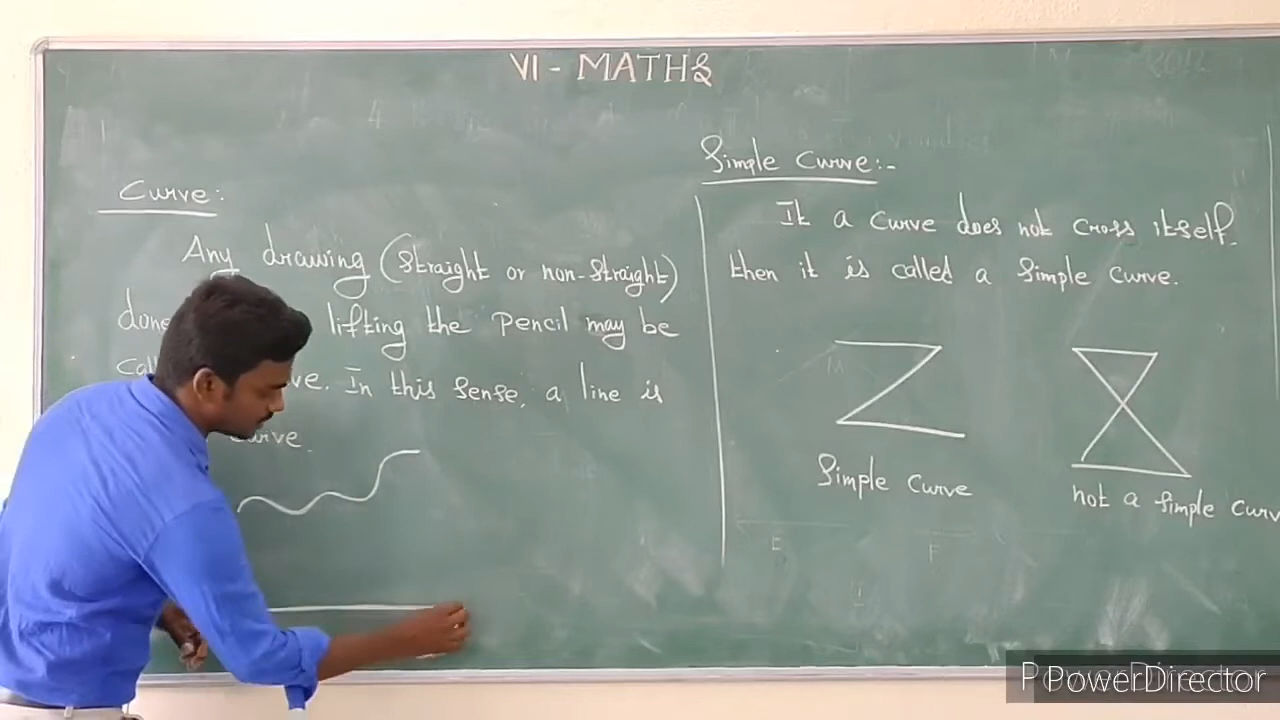 VI - MATHS
Curve:
Any drawing (straight or non-straight)
done lifting the pencil may be
ve. In this sense, a line is
curve.
Simple Curve:-
If a curve does not cross itself.
then it is called a simple curve.
Simple curve
not a simple curv
M
E
F
PowerDirector